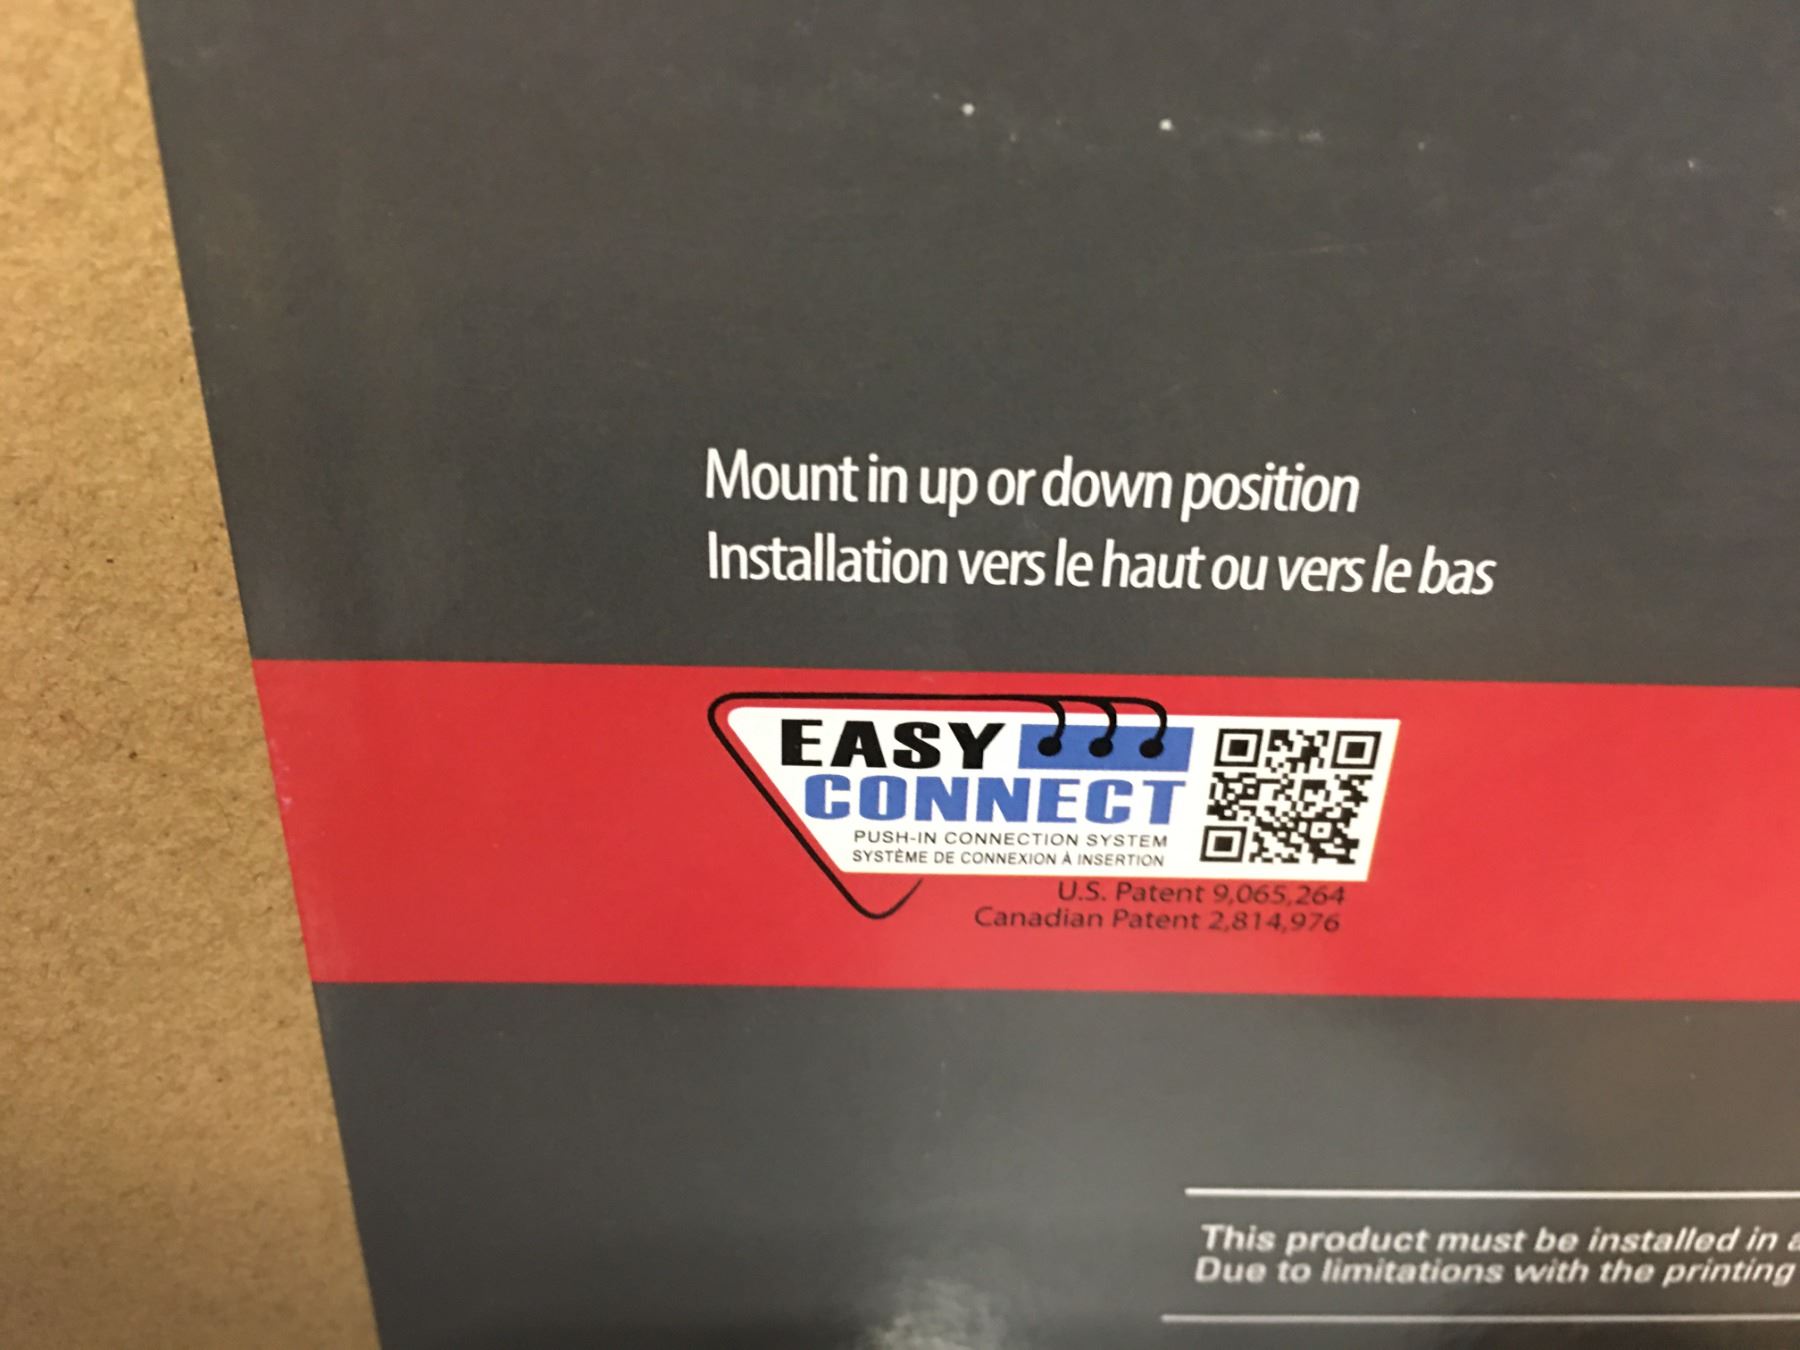 Mount in up or down position
Installation vers le haut ou vers le bas
EASY
CONNECT
PUSH-IN CONNECTION SYSTEM
SYSTÈME DE CONNEXION À INSERTION
U.S. Patent 9,065,264
Canadian Patent 2,814,976
This product must be installed in a
Due to limitations with the printing